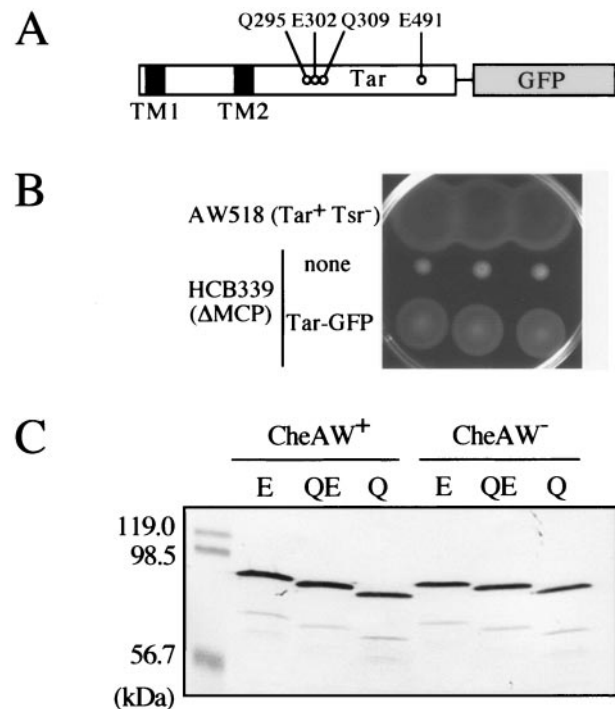 A
Q295 E302 Q309 E491
Tar GFP
TM1 TM2
B
AW518 (Tar+ Tsr-)
none
HCB339
(ΔMCP)
Tar-GFP
C
CheAW+ CheAW-
E QE Q E QE Q
119.0
98.5
56.7
(kDa)